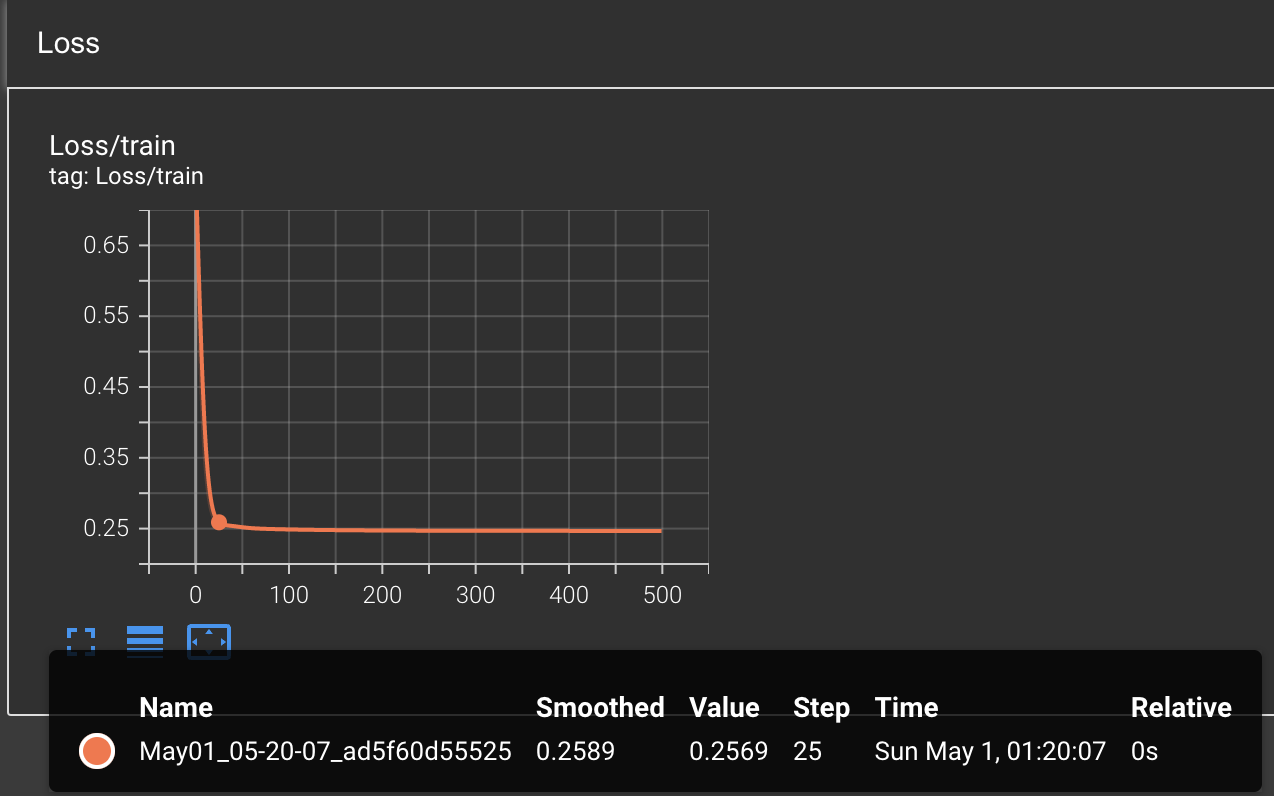 Loss
Loss/train
tag: Loss/train
0.65
0.55
0.45
0.35
0.25
0 100 200 300 400 500
Name Smoothed Value Step Time Relative
May01_05-20-07_ad5f60d55525 0.2589 0.2569 25 Sun May 1, 01:20:07 0s